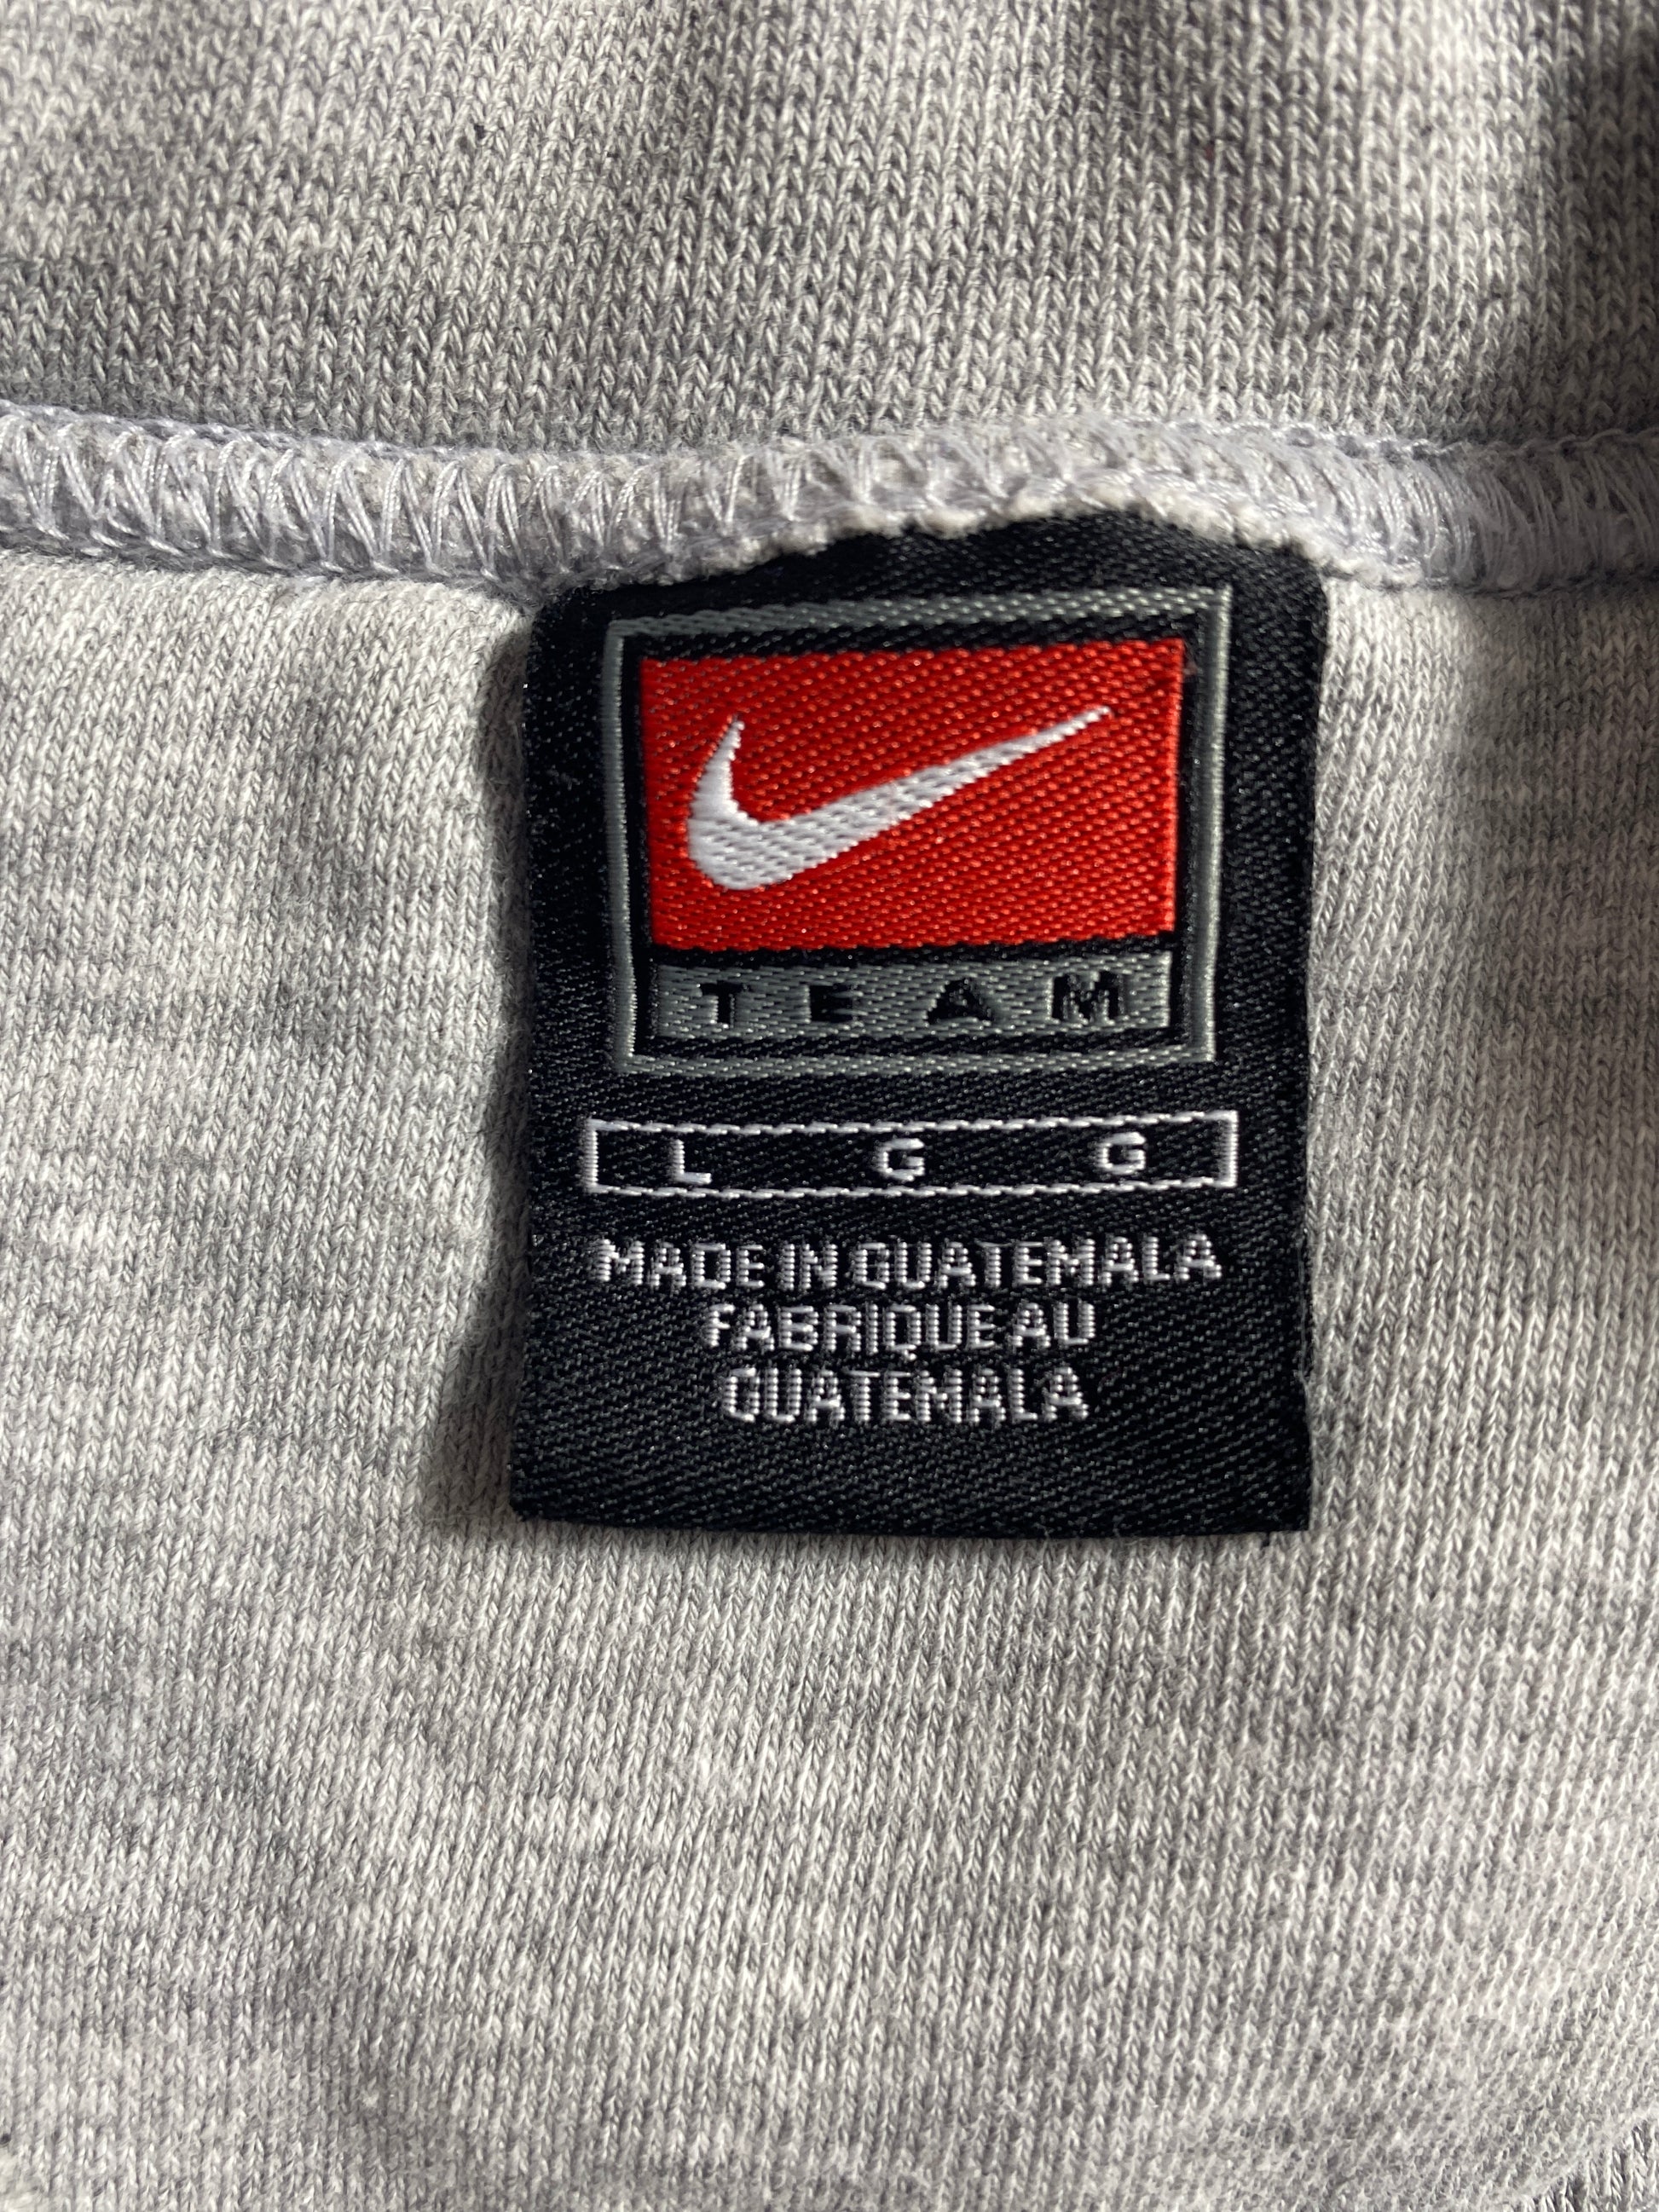 TEAM
L G G
MADE IN GUATEMALA
FABRIQUE AU
GUATEMALA